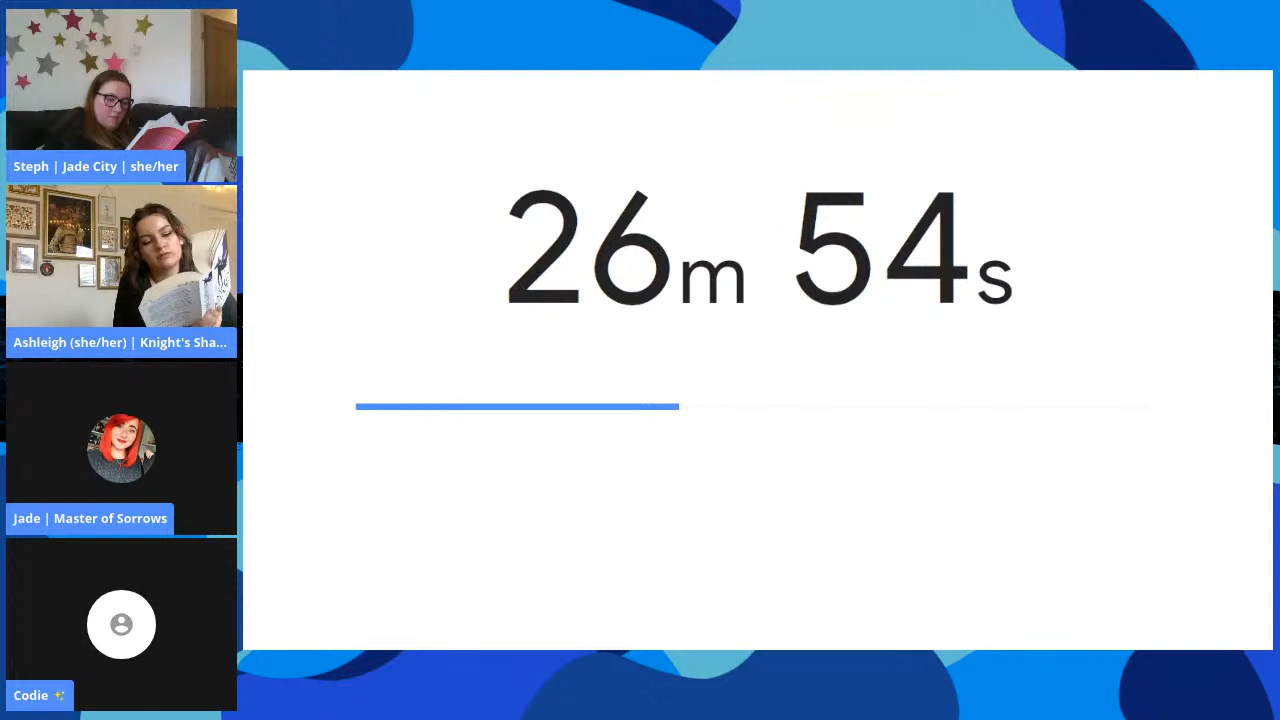 Steph | Jade City | she/her
Ashleigh (she/her) | Knight's Sha...
Jade | Master of Sorrows
Codie ✨
26m 54s